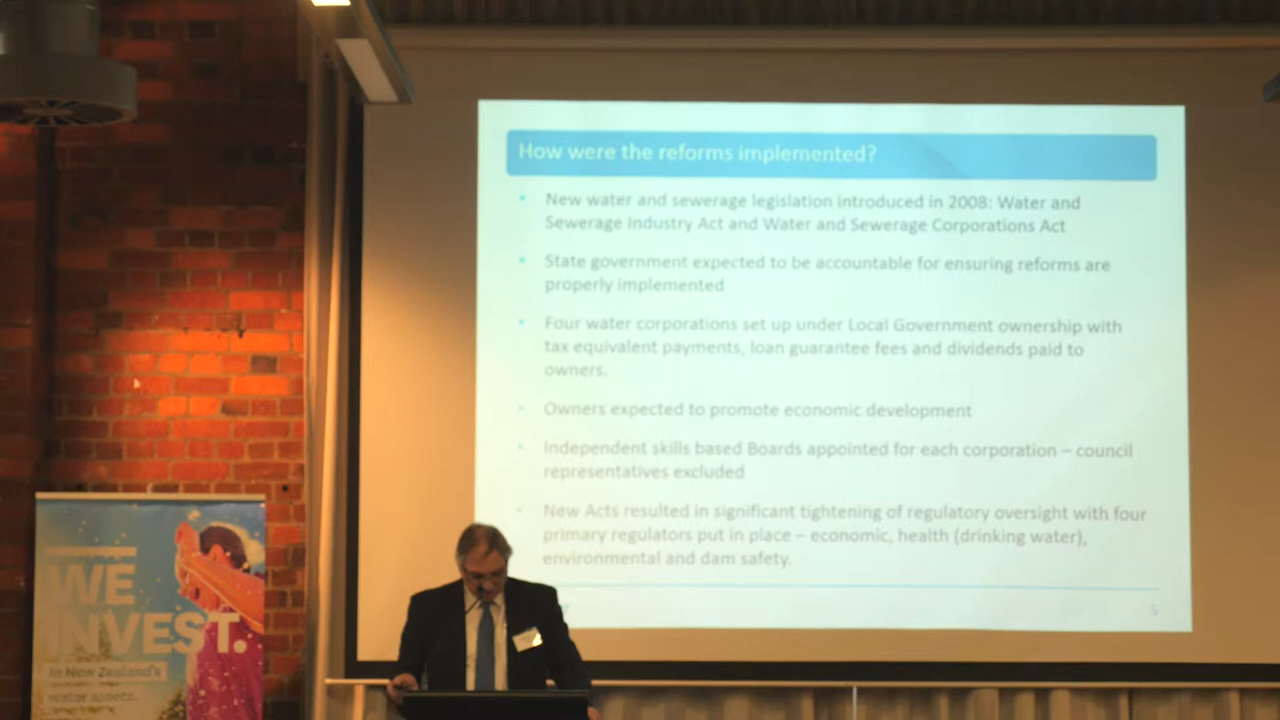 How were the reforms implemented?
New water and sewerage legislation introduced in 2008: Water and
Sewerage Industry Act and Water and Sewerage Corporations Act
State government expected to be accountable for ensuring reforms are
properly implemented
Four water corporations set up under Local Government ownership with
tax equivalent payments, loan guarantee fees and dividends paid to
owners.
Owners expected to promote economic development
Independent skills based Boards appointed for each corporation – council
representatives excluded
New Acts resulted in significant tightening of regulatory oversight with four
primary regulators put in place – economic, health (drinking water),
environmental and dam safety.
5
WE
INVEST.
In New Zealand's
water assets.